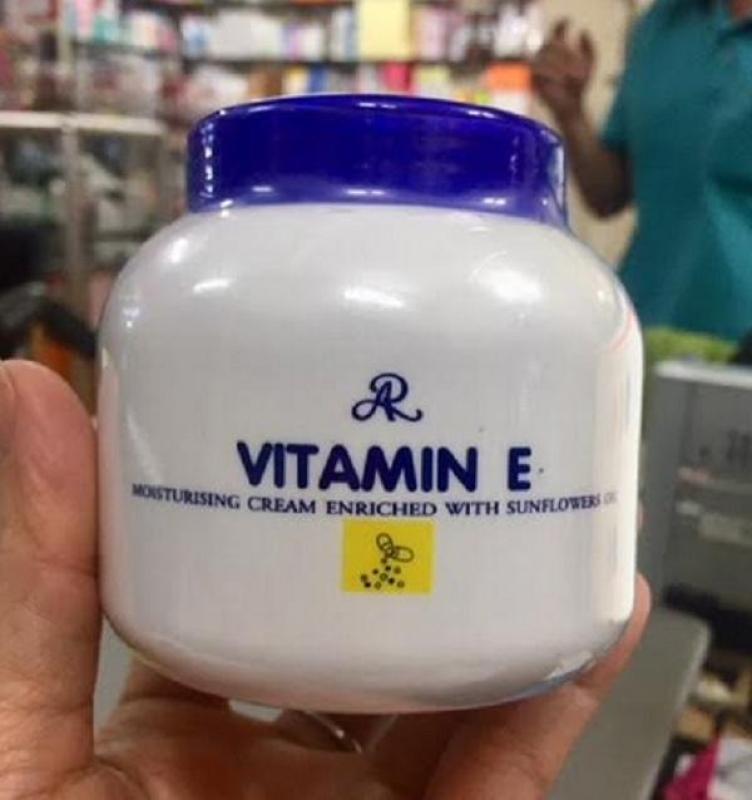 AR
VITAMIN E
MOISTURISING CREAM ENRICHED WITH SUNFLOWERS